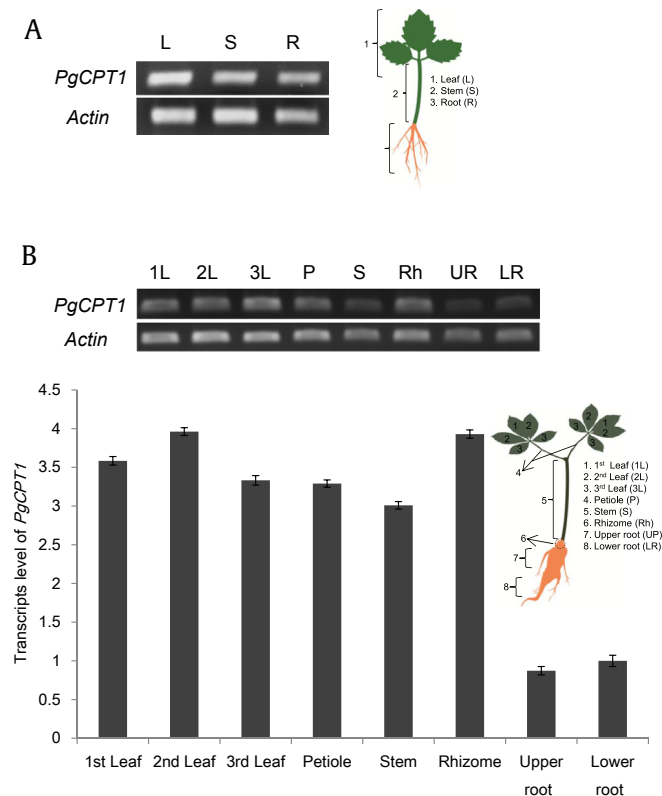 A
L S R
PgCPT1
Actin
1
2
1. Leaf (L)
2. Stem (S)
3. Root (R)
B
1L 2L 3L P S Rh UR LR
PgCPT1
Actin
Transcripts level of PgCPT1
4.5
4
3.5
3
2.5
2
1.5
1
0.5
0
1st Leaf 2nd Leaf 3rd Leaf Petiole Stem Rhizome Upper root Lower root
1 2 2 3 3
2 1 3 2 3
4
5
6
7
8
1. 1st Leaf (1L)
2. 2nd Leaf (2L)
3. 3rd Leaf (3L)
4. Petiole (P)
5. Stem (S)
6. Rhizome (Rh)
7. Upper root (UP)
8. Lower root (LR)